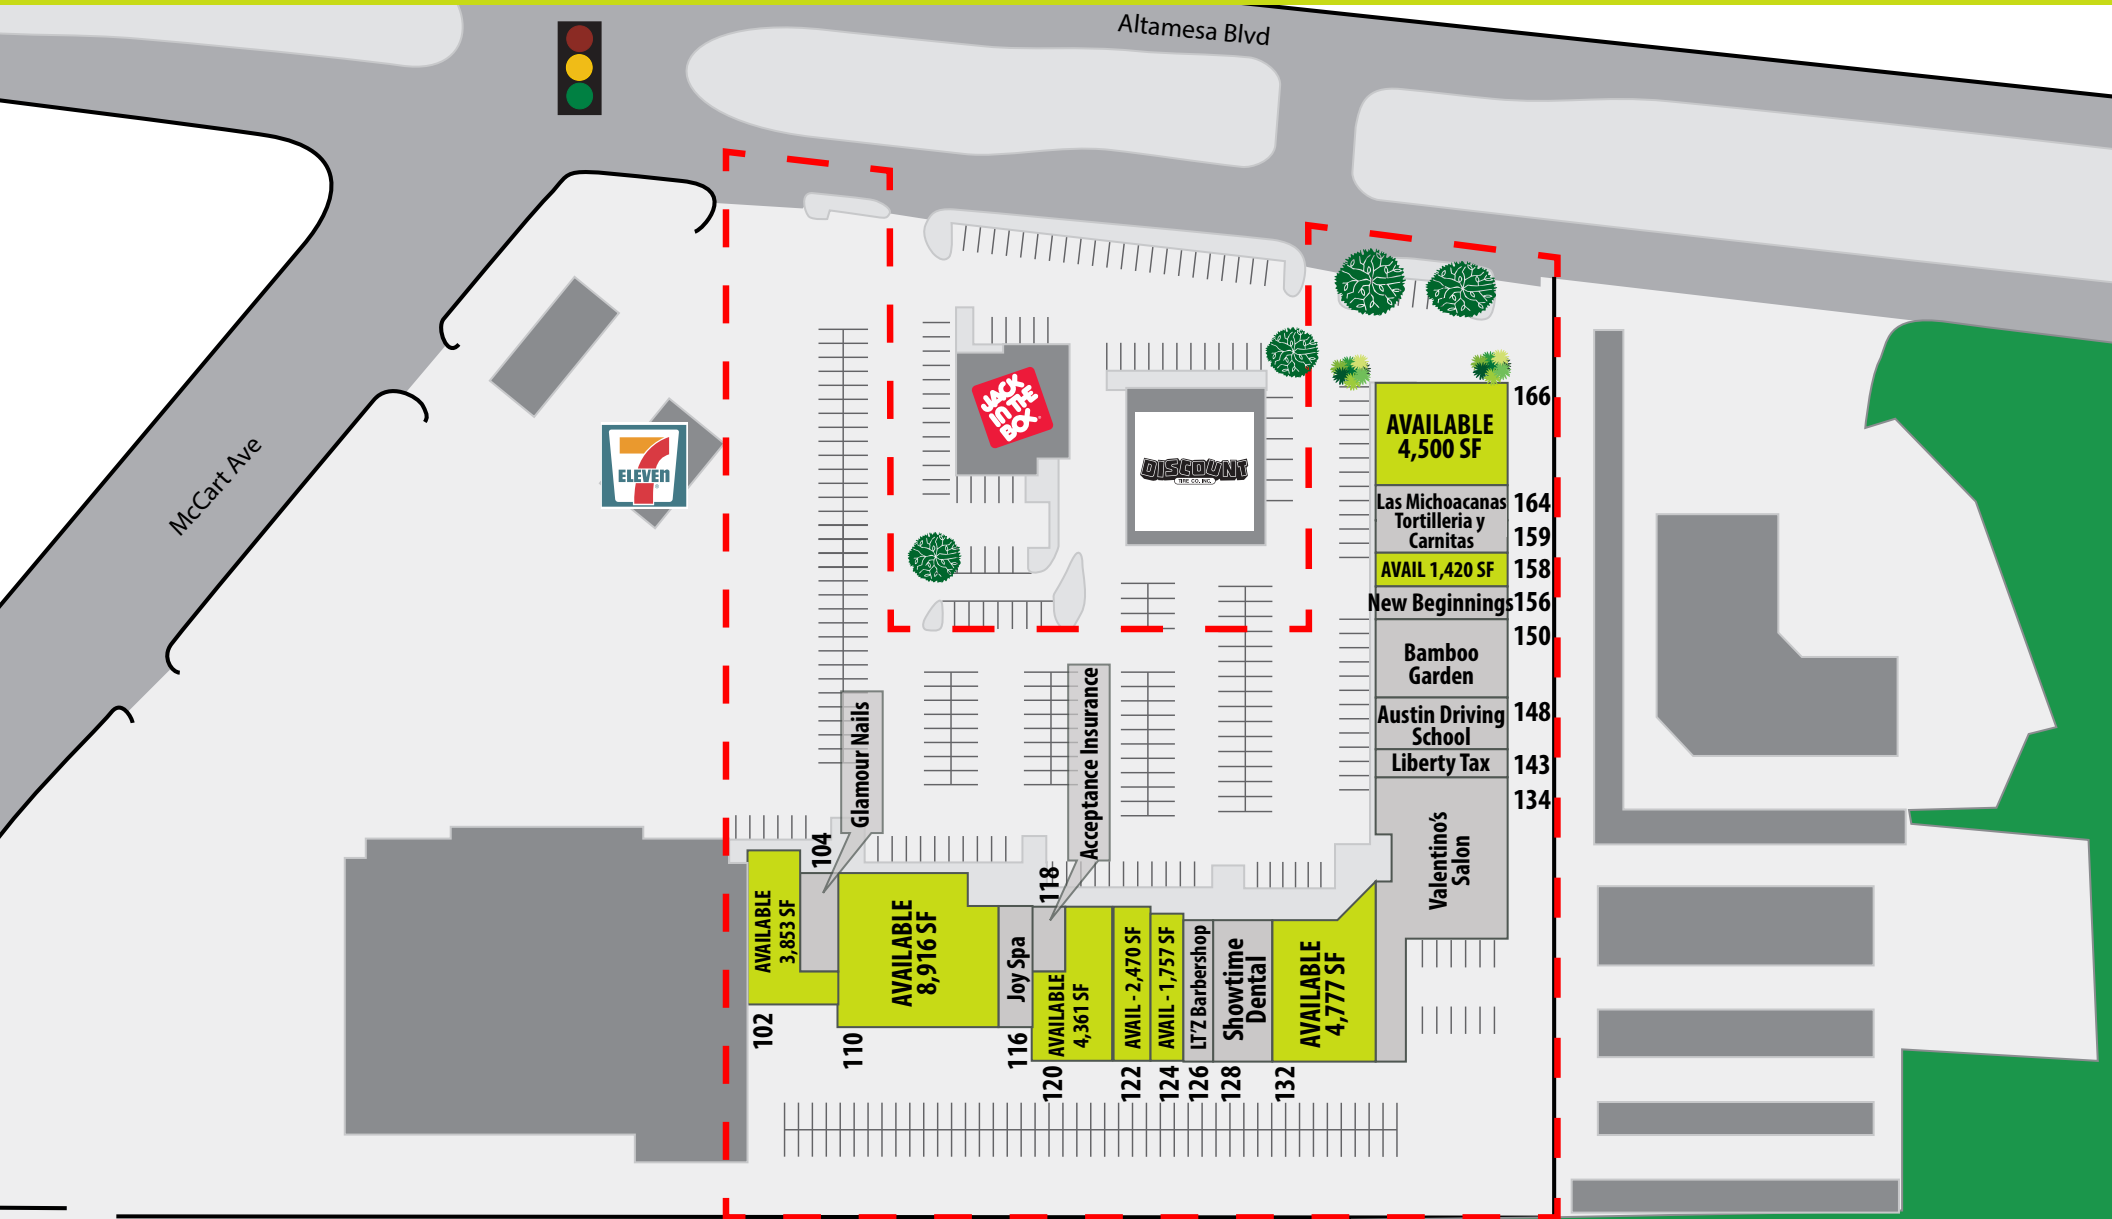 Altamesa Blvd
McCart Ave
7
ELEVEN
JACK
IN THE
BOX
DISCOUNT
TIRE CO. INC.
AVAILABLE
4,500 SF
166
Las Michoacanas
Tortilleria y
Carnitas
164
159
AVAIL 1,420 SF
158
New Beginnings
156
150
Bamboo
Garden
Austin Driving
School
148
Liberty Tax
143
134
Valentino's
Salon
Glamour Nails
104
Acceptance Insurance
118
AVAILABLE
3,853 SF
102
AVAILABLE
8,916 SF
110
Joy Spa
116
AVAILABLE
4,361 SF
120
AVAIL - 2,470 SF
122
AVAIL - 1,757 SF
124
LT'Z Barbershop
126
Showtime
Dental
128
AVAILABLE
4,777 SF
132